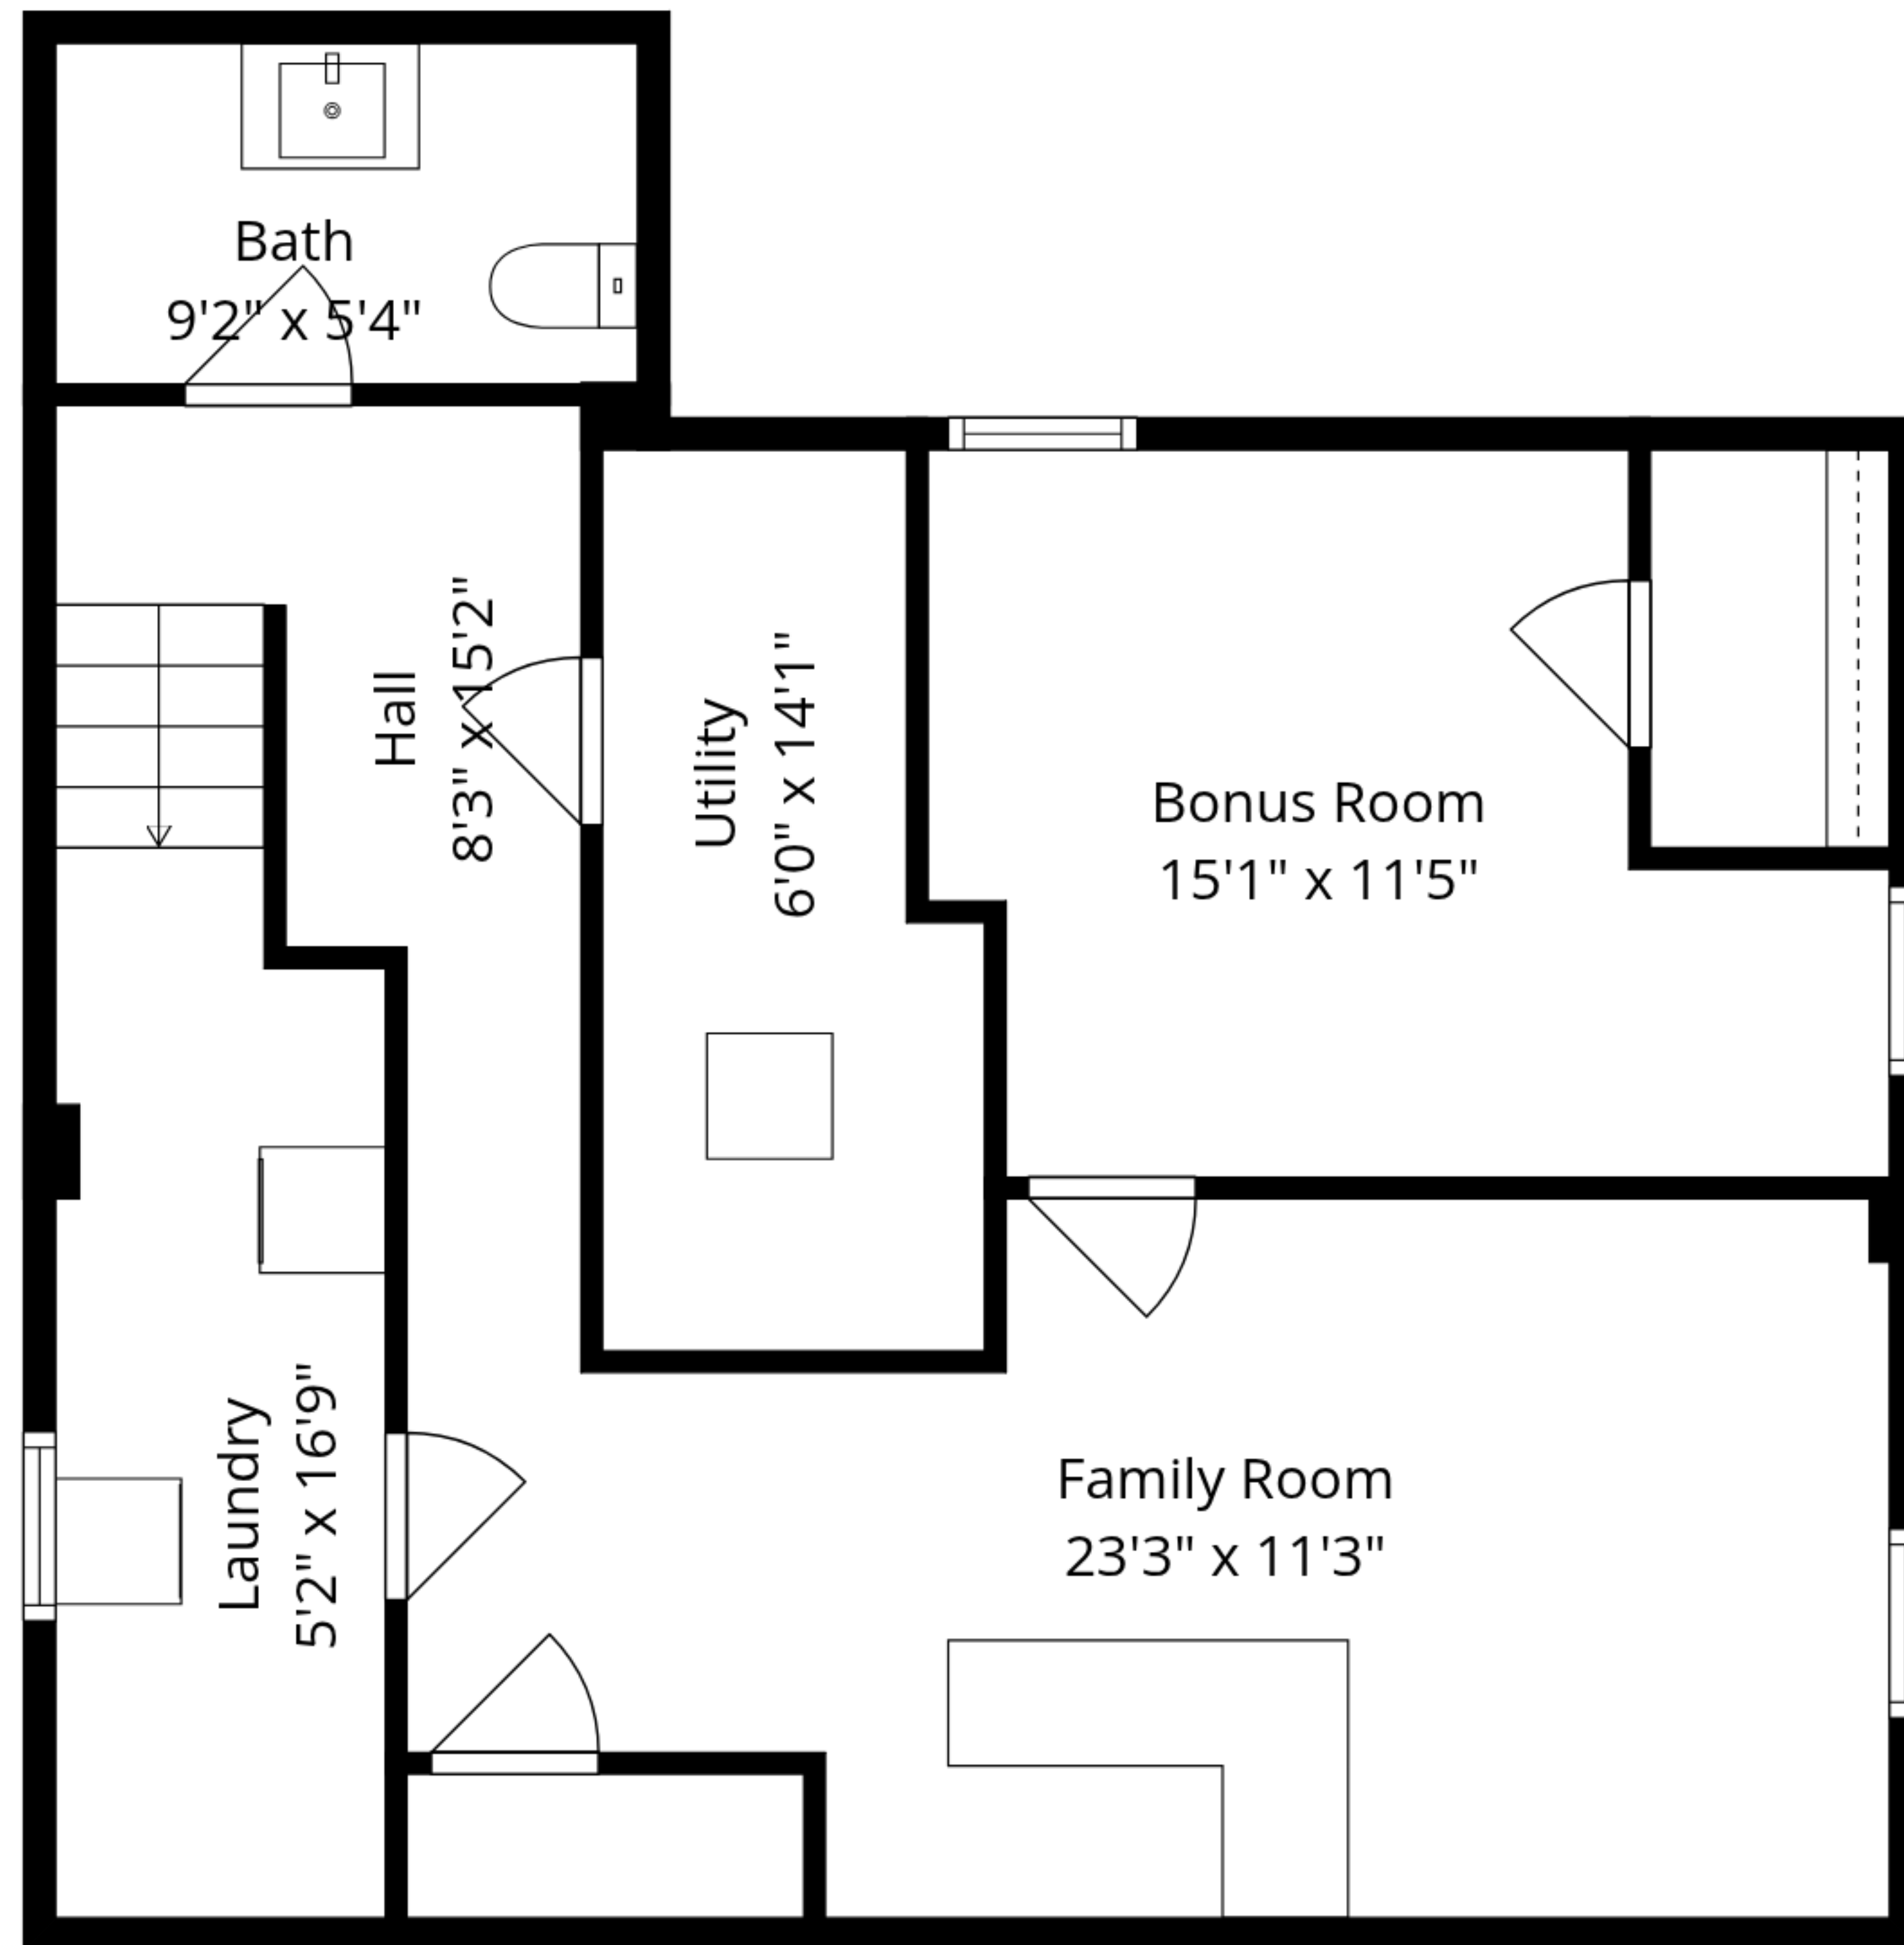 Bath
9'2" x 5'4"
Hall
8'3" x 15'2"
Utility
6'0" x 14'1"
Bonus Room
15'1" x 11'5"
Laundry
5'2" x 16'9"
Family Room
23'3" x 11'3"